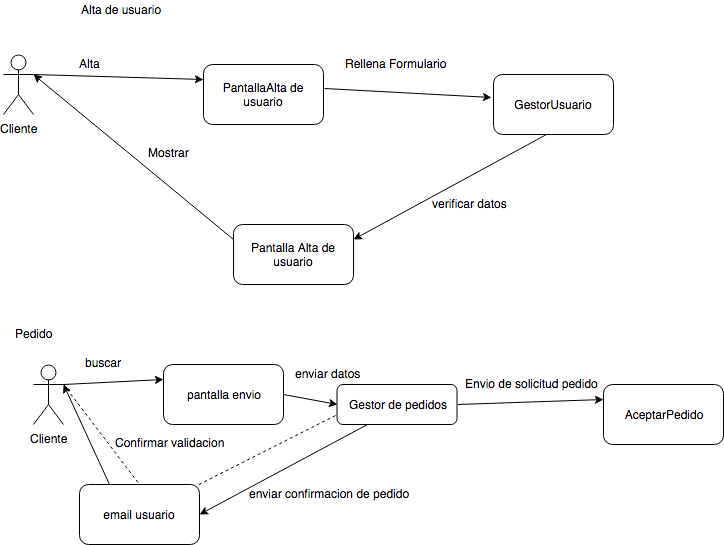 Alta de usuario
Alta
Rellena Formulario
PantallaAlta de
usuario
GestorUsuario
Cliente
Mostrar
verificar datos
Pantalla Alta de
usuario
Pedido
buscar
enviar datos
Envio de solicitud pedido
pantalla envio
Gestor de pedidos
AceptarPedido
Cliente
Confirmar validacion
enviar confirmacion de pedido
email usuario